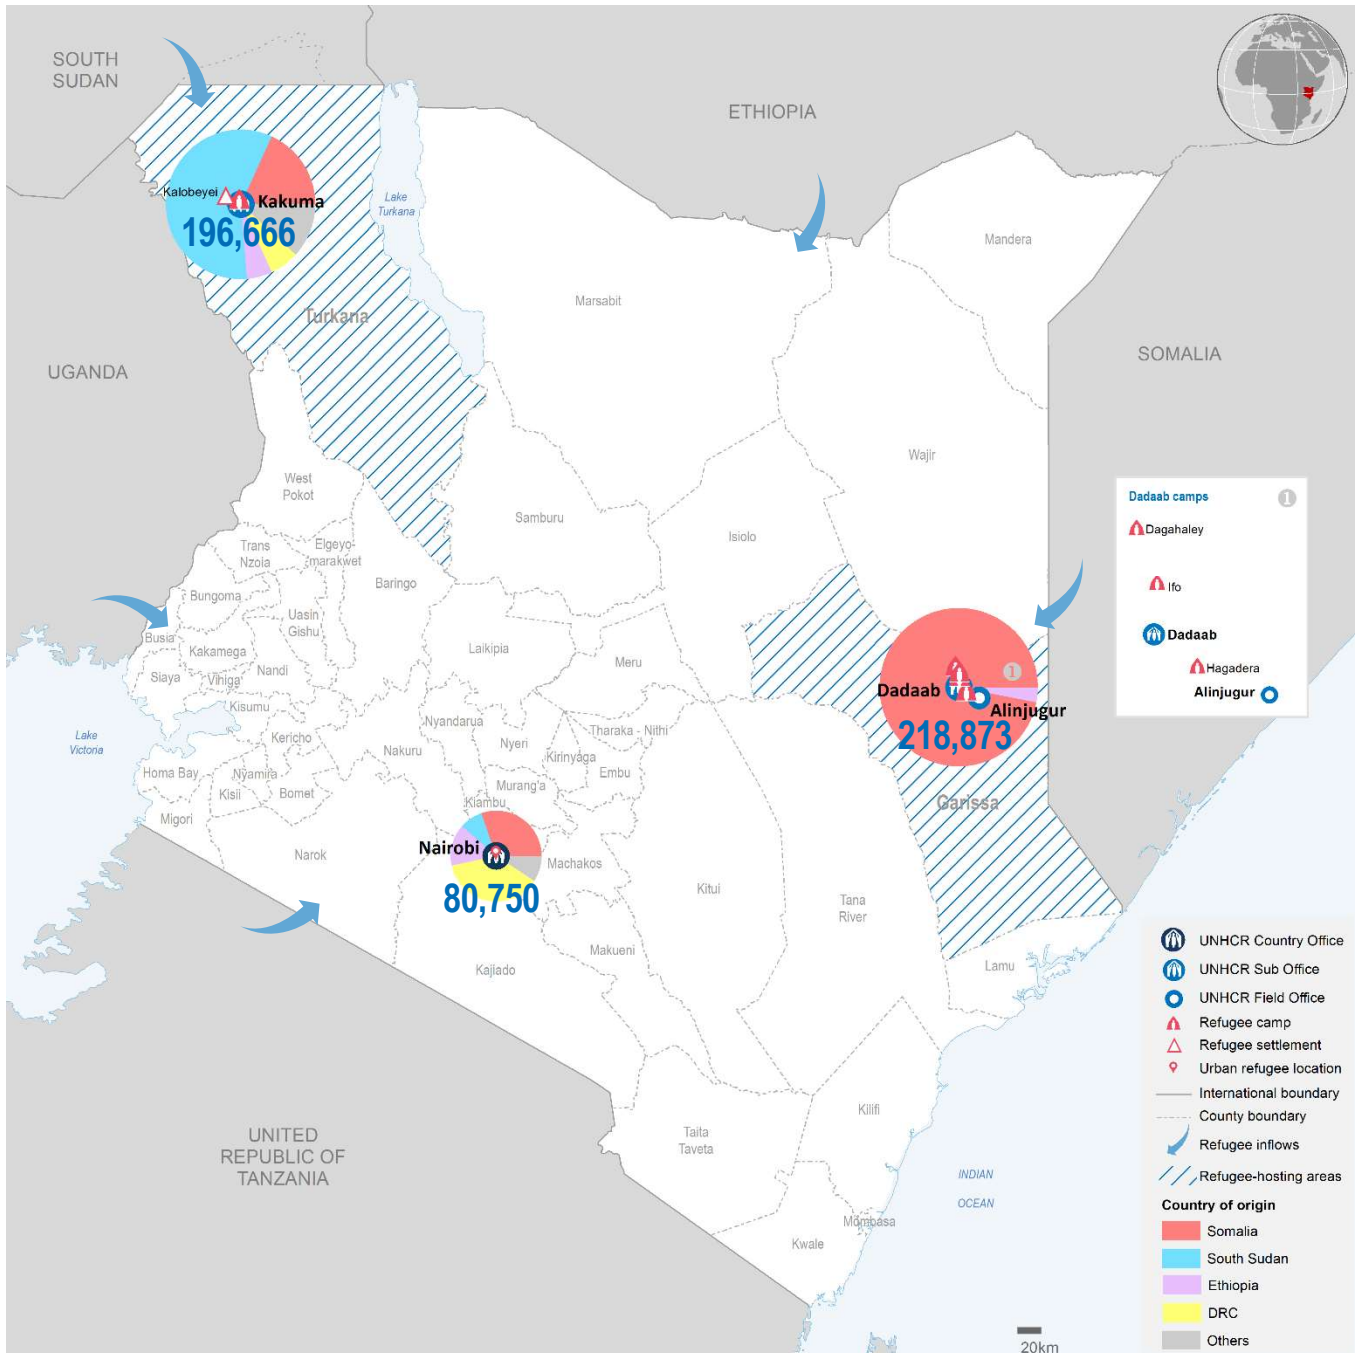 SOUTH
SUDAN
ETHIOPIA
Kalobeyei
Kakuma
196,666
Lake
Turkana
Mandera
Marsabit
Turkana
SOMALIA
UGANDA
Wajir
West
Pokot
Samburu
Isiolo
Trans
Nzoia
Elgeyo-
marakwet
Baringo
Bungoma
Uasin
Gishu
Busia
Kakamega
Laikipia
Meru
Siaya
Vihiga
Nandi
Kisumu
Lake
Victoria
Kericho
Nyandarua
Nakuru
Nyeri
Tharaka - Nithi
Kirinyaga
Embu
Homa Bay
Nyamira
Kisii
Bomet
Murang'a
Kiambu
Migori
Narok
Nairobi
80,750
Machakos
Kitui
Tana
River
Makueni
Kajiado
1
Dadaab
Alinjugur
218,873
Garissa
Lamu
Kilifi
Taita
Taveta
Mombasa
Kwale
UNITED
REPUBLIC OF
TANZANIA
INDIAN
OCEAN
20km
Dadaab camps
1
Dagahaley
Ifo
Dadaab
Hagadera
Alinjugur
UNHCR Country Office
UNHCR Sub Office
UNHCR Field Office
Refugee camp
Refugee settlement
Urban refugee location
International boundary
County boundary
Refugee inflows
Refugee-hosting areas
Country of origin
Somalia
South Sudan
Ethiopia
DRC
Others